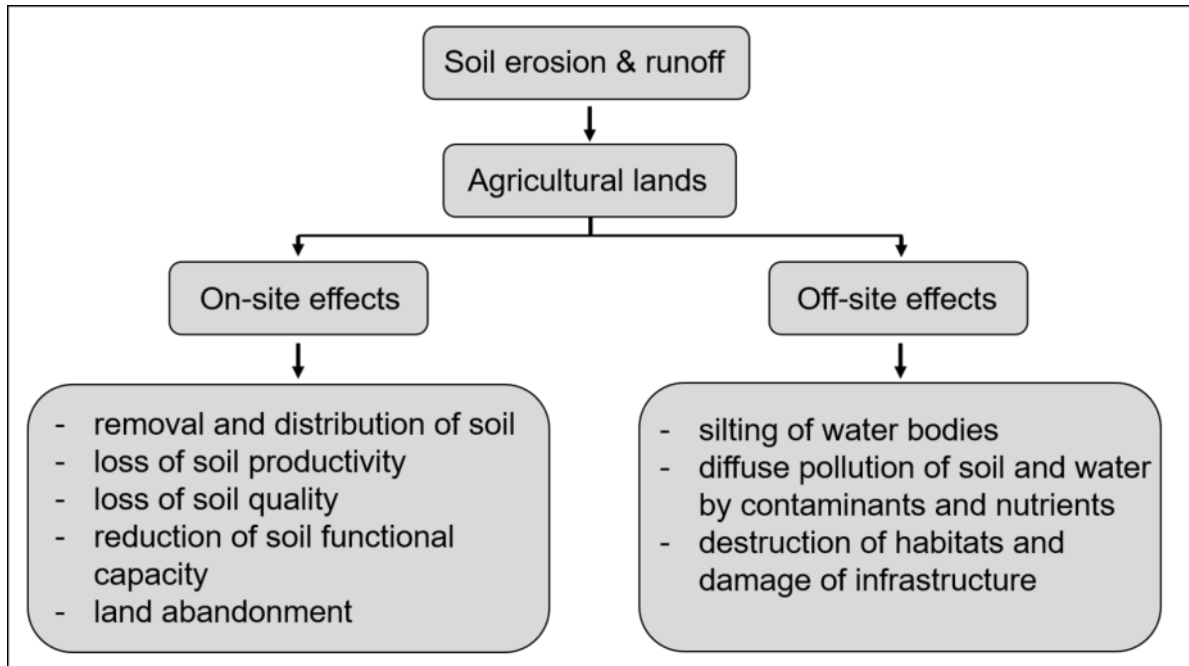 Soil erosion & runoff
Agricultural lands
On-site effects
Off-site effects
- removal and distribution of soil
- loss of soil productivity
- loss of soil quality
- reduction of soil functional
capacity
- land abandonment
- silting of water bodies
- diffuse pollution of soil and water
by contaminants and nutrients
- destruction of habitats and
damage of infrastructure